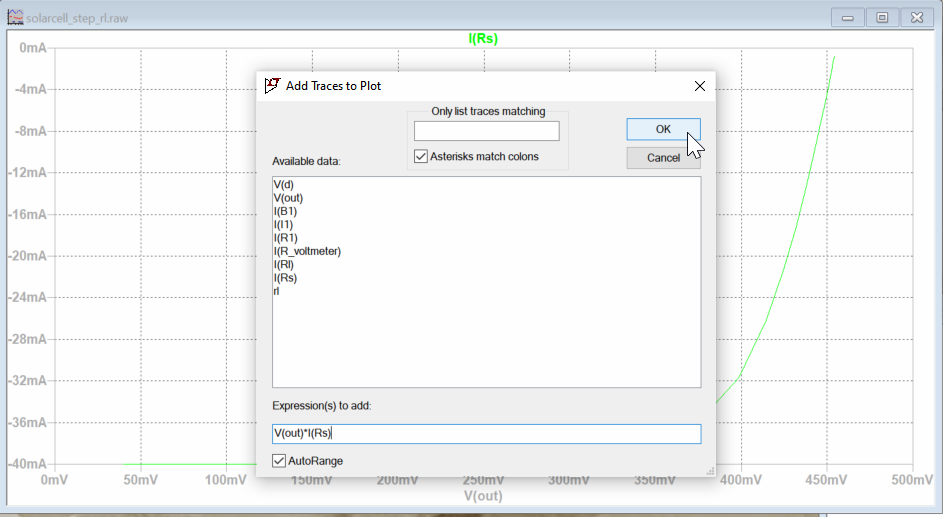 solarcell_step_rl.raw
I(Rs)
0mA
-4mA
-8mA
-12mA
-16mA
-20mA
-24mA
-28mA
-32mA
-36mA
-40mA
Add Traces to Plot
Only list traces matching
Asterisks match colons
OK
Cancel
Available data:
V(d)
V(out)
I(B1)
I(I1)
I(R1)
I(R_voltmeter)
I(Rl)
I(Rs)
rl
Expression(s) to add:
V(out)*I(Rs)
AutoRange
0mV 50mV 100mV 150mV 200mV 250mV 300mV 350mV 400mV 450mV 500mV
V(out)